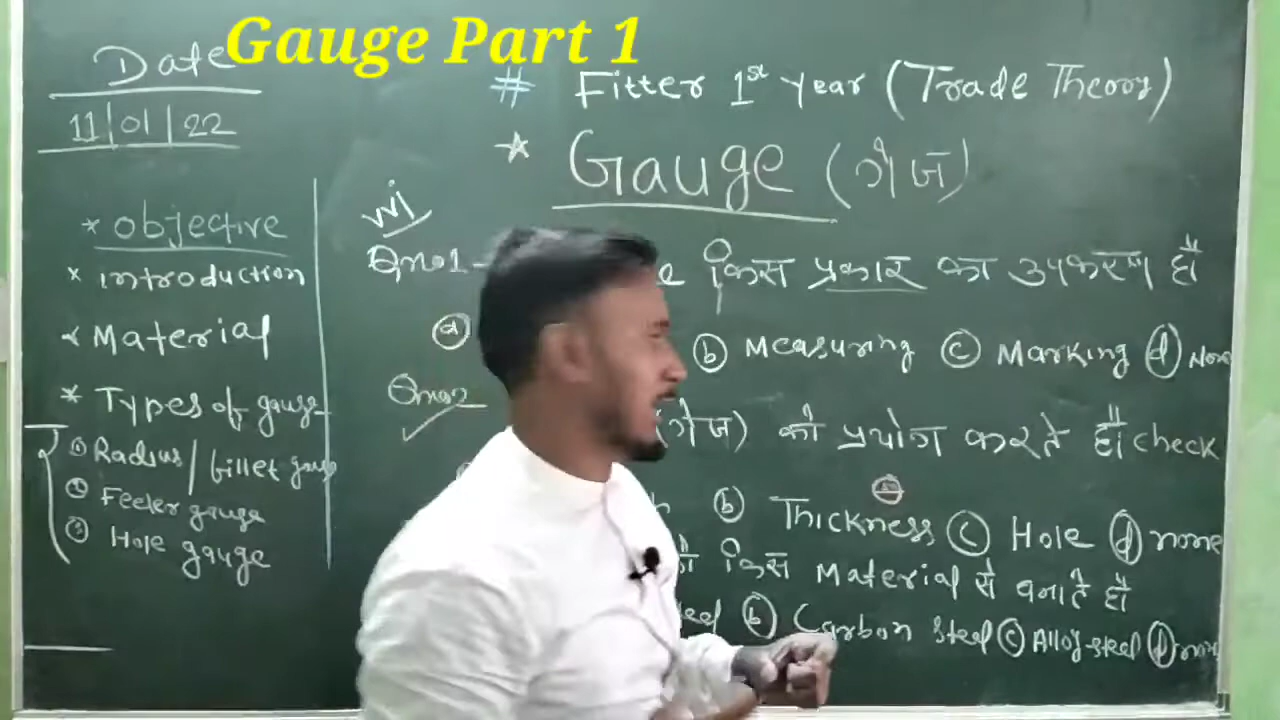 Gauge Part 1
Date
11/01/22
# Fitter 1st year (Trade Theory)
* Gauge (गेज)
* Objective
* introduction
* Material
* Types of gauge
① Radius/fillet gauge
② Feeler gauge
③ Hole gauge
Qno1- किस प्रकार का उपकरण हैं
ⓐ ⓑ Measuring ⓒ Marking ⓓ None
Qno2 (गेज) को प्रयोग करते हैं check
ⓑ Thickness ⓒ Hole ⓓ none
किस Material से बनाते हैं
ⓑ Carbon steel ⓒ Alloy-steel ⓓ none